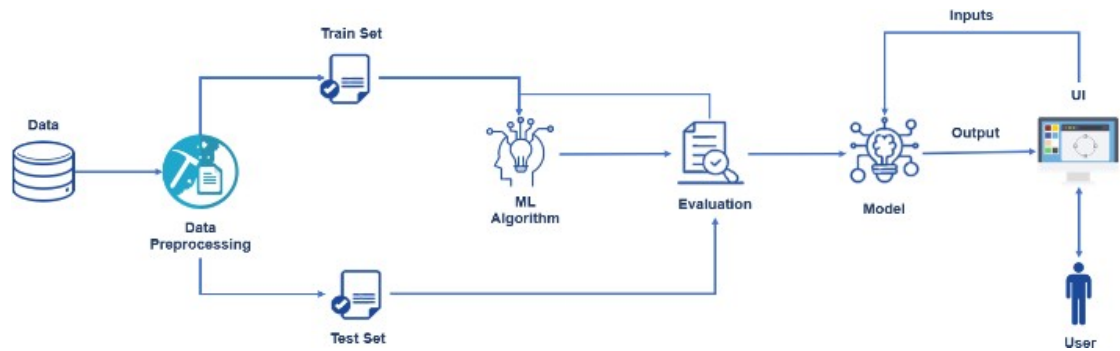 Inputs
Train Set
UI
Data
Output
ML
Algorithm
Evaluation
Model
Data
Preprocessing
Test Set
User